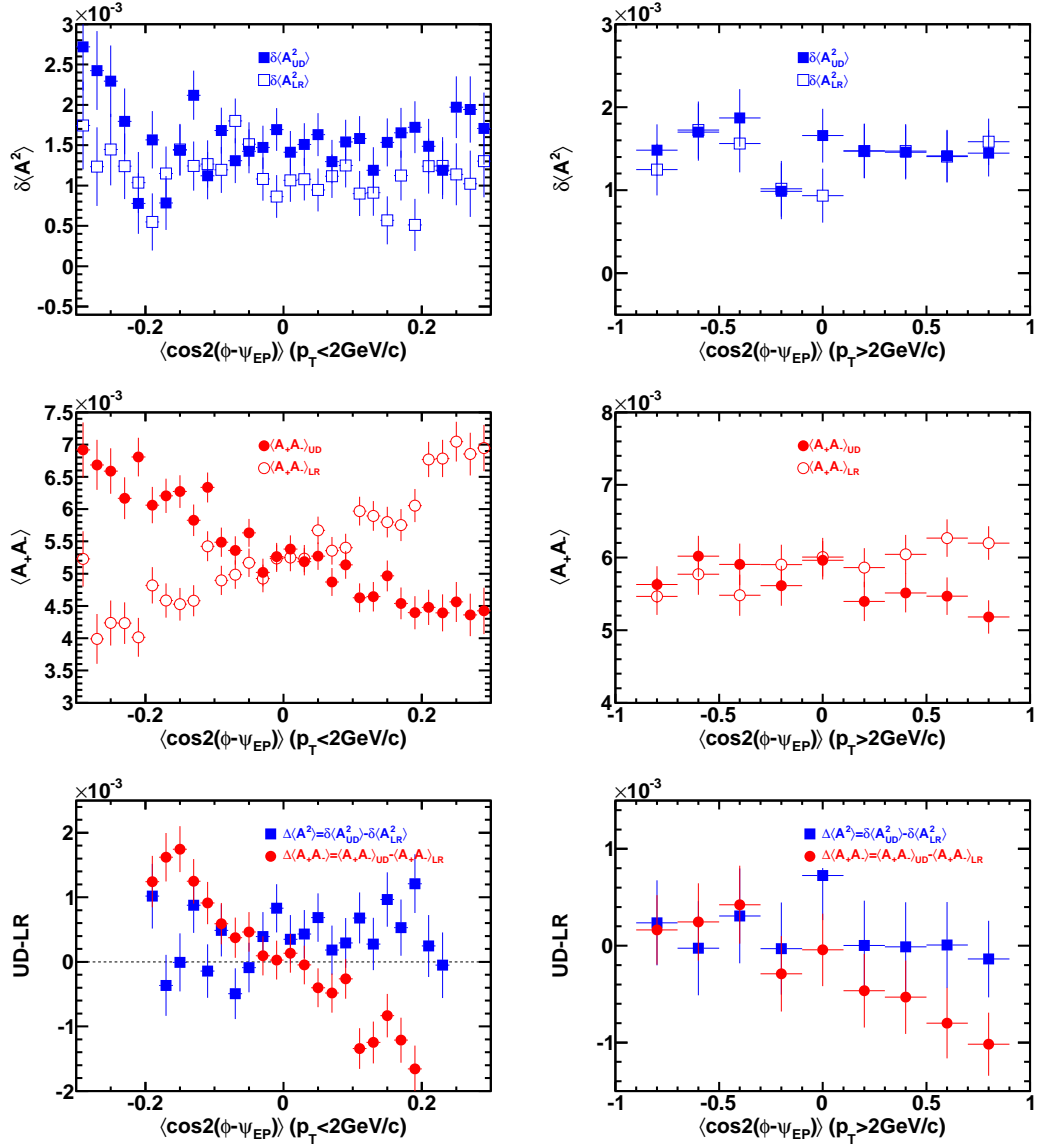 ×10⁻³
δ⟨A²_UD⟩
δ⟨A²_LR⟩
δ⟨A²⟩
2.5
2
1.5
1
0.5
0
-0.5
-0.2 0 0.2
⟨cos2(ϕ-ψ_EP)⟩ (p_T<2GeV/c)
×10⁻³
δ⟨A²_UD⟩
δ⟨A²_LR⟩
δ⟨A²⟩
3
2
1
0
-1 -0.5 0 0.5 1
⟨cos2(ϕ-ψ_EP)⟩ (p_T>2GeV/c)
×10⁻³
⟨A₊A₋⟩_UD
⟨A₊A₋⟩_LR
⟨A₊A₋⟩
7.5
7
6.5
6
5.5
5
4.5
4
3.5
3
-0.2 0 0.2
⟨cos2(ϕ-ψ_EP)⟩ (p_T<2GeV/c)
×10⁻³
⟨A₊A₋⟩_UD
⟨A₊A₋⟩_LR
⟨A₊A₋⟩
8
7
6
5
4
-1 -0.5 0 0.5 1
⟨cos2(ϕ-ψ_EP)⟩ (p_T>2GeV/c)
×10⁻³
Δ⟨A²⟩=δ⟨A²_UD⟩-δ⟨A²_LR⟩
Δ⟨A₊A₋⟩=⟨A₊A₋⟩_UD-⟨A₊A₋⟩_LR
UD-LR
2
1
0
-1
-2
-0.2 0 0.2
⟨cos2(ϕ-ψ_EP)⟩ (p_T<2GeV/c)
×10⁻³
Δ⟨A²⟩=δ⟨A²_UD⟩-δ⟨A²_LR⟩
Δ⟨A₊A₋⟩=⟨A₊A₋⟩_UD-⟨A₊A₋⟩_LR
UD-LR
1
0
-1
-1 -0.5 0 0.5 1
⟨cos2(ϕ-ψ_EP)⟩ (p_T>2GeV/c)